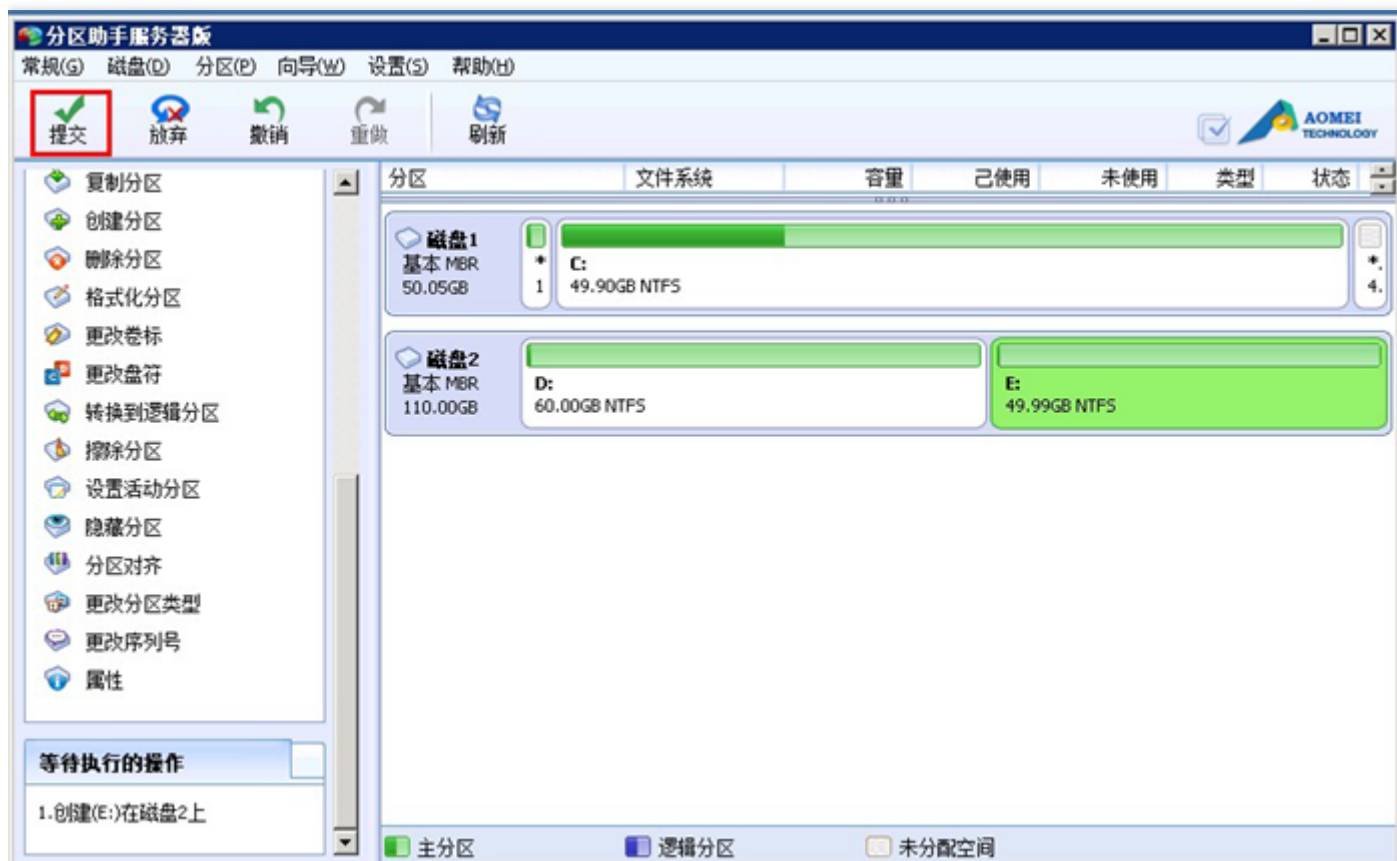 分区助手服务器版
常规(G) 磁盘(D) 分区(P) 向导(W) 设置(S) 帮助(H)
提交 放弃 撤销 重做 刷新
AOMEI
TECHNOLOGY
复制分区
创建分区
删除分区
格式化分区
更改卷标
更改盘符
转换到逻辑分区
擦除分区
设置活动分区
隐藏分区
分区对齐
更改分区类型
更改序列号
属性
等待执行的操作
1.创建(E:)在磁盘2上
分区 文件系统 容量 己使用 未使用 类型 状态
磁盘1
基本 MBR
50.05GB
*
1
C:
49.90GB NTFS
*.
4.
磁盘2
基本 MBR
110.00GB
D:
60.00GB NTFS
E:
49.99GB NTFS
主分区 逻辑分区 未分配空间